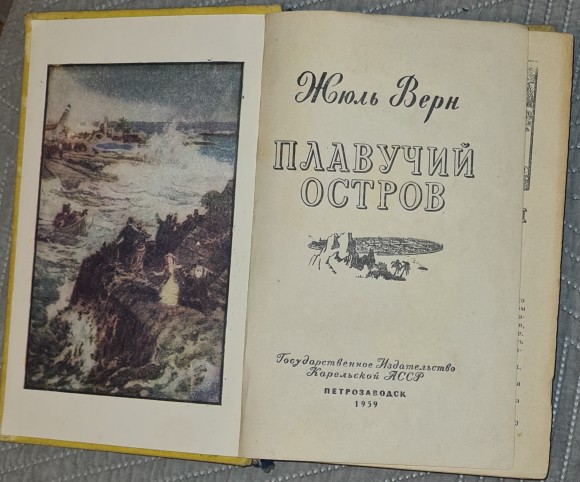 Жюль Верн
ПЛАВУЧИЙ
ОСТРОВ
Государственное Издательство
Карельской АССР
ПЕТРОЗАВОДСК
1959